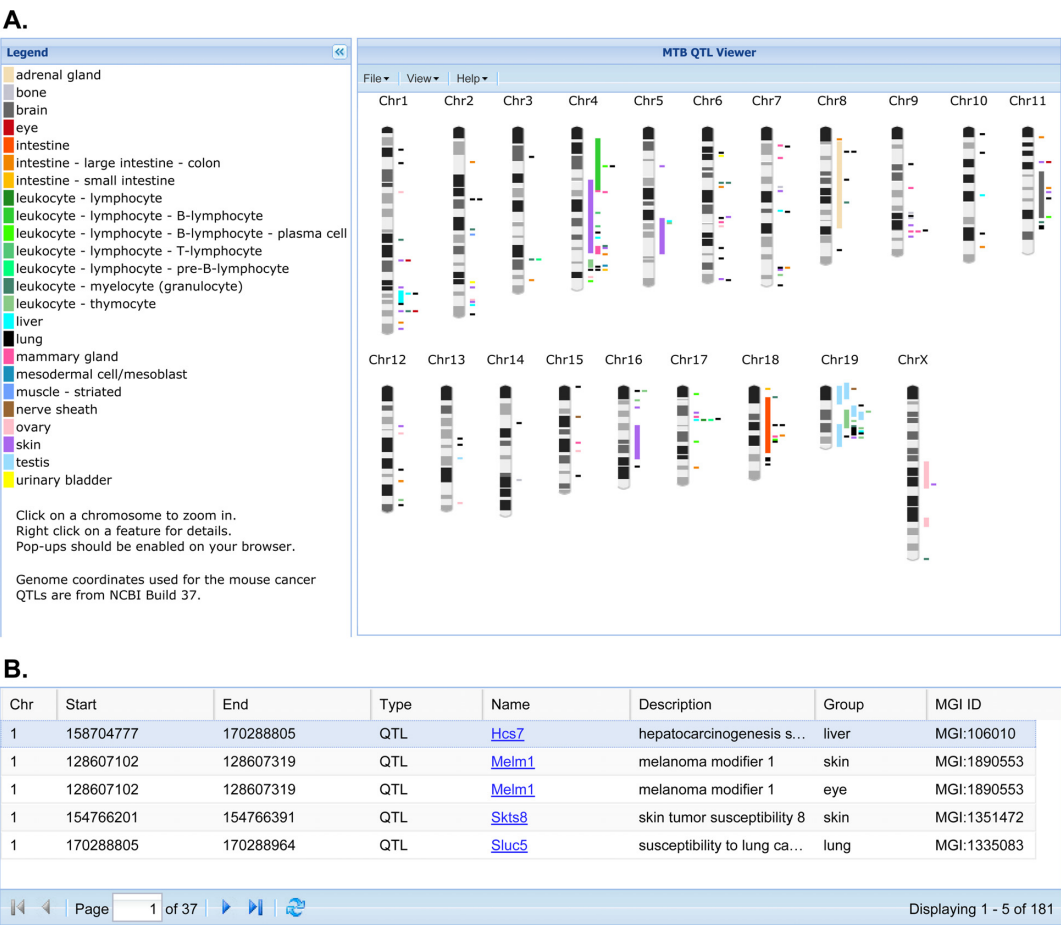 A.
Legend
adrenal gland
bone
brain
eye
intestine
intestine - large intestine - colon
intestine - small intestine
leukocyte - lymphocyte
leukocyte - lymphocyte - B-lymphocyte
leukocyte - lymphocyte - B-lymphocyte - plasma cell
leukocyte - lymphocyte - T-lymphocyte
leukocyte - lymphocyte - pre-B-lymphocyte
leukocyte - myelocyte (granulocyte)
leukocyte - thymocyte
liver
lung
mammary gland
mesodermal cell/mesoblast
muscle - striated
nerve sheath
ovary
skin
testis
urinary bladder
Click on a chromosome to zoom in.
Right click on a feature for details.
Pop-ups should be enabled on your browser.
Genome coordinates used for the mouse cancer
QTLs are from NCBI Build 37.
MTB QTL Viewer
File View Help
Chr1 Chr2 Chr3 Chr4 Chr5 Chr6 Chr7 Chr8 Chr9 Chr10 Chr11
Chr12 Chr13 Chr14 Chr15 Chr16 Chr17 Chr18 Chr19 ChrX
B.
Chr Start End Type Name Description Group MGI ID
1 158704777 170288805 QTL Hcs7 hepatocarcinogenesis s... liver MGI:106010
1 128607102 128607319 QTL Melm1 melanoma modifier 1 skin MGI:1890553
1 128607102 128607319 QTL Melm1 melanoma modifier 1 eye MGI:1890553
1 154766201 154766391 QTL Skts8 skin tumor susceptibility 8 skin MGI:1351472
1 170288805 170288964 QTL Sluc5 susceptibility to lung ca... lung MGI:1335083
Page 1 of 37 Displaying 1 - 5 of 181